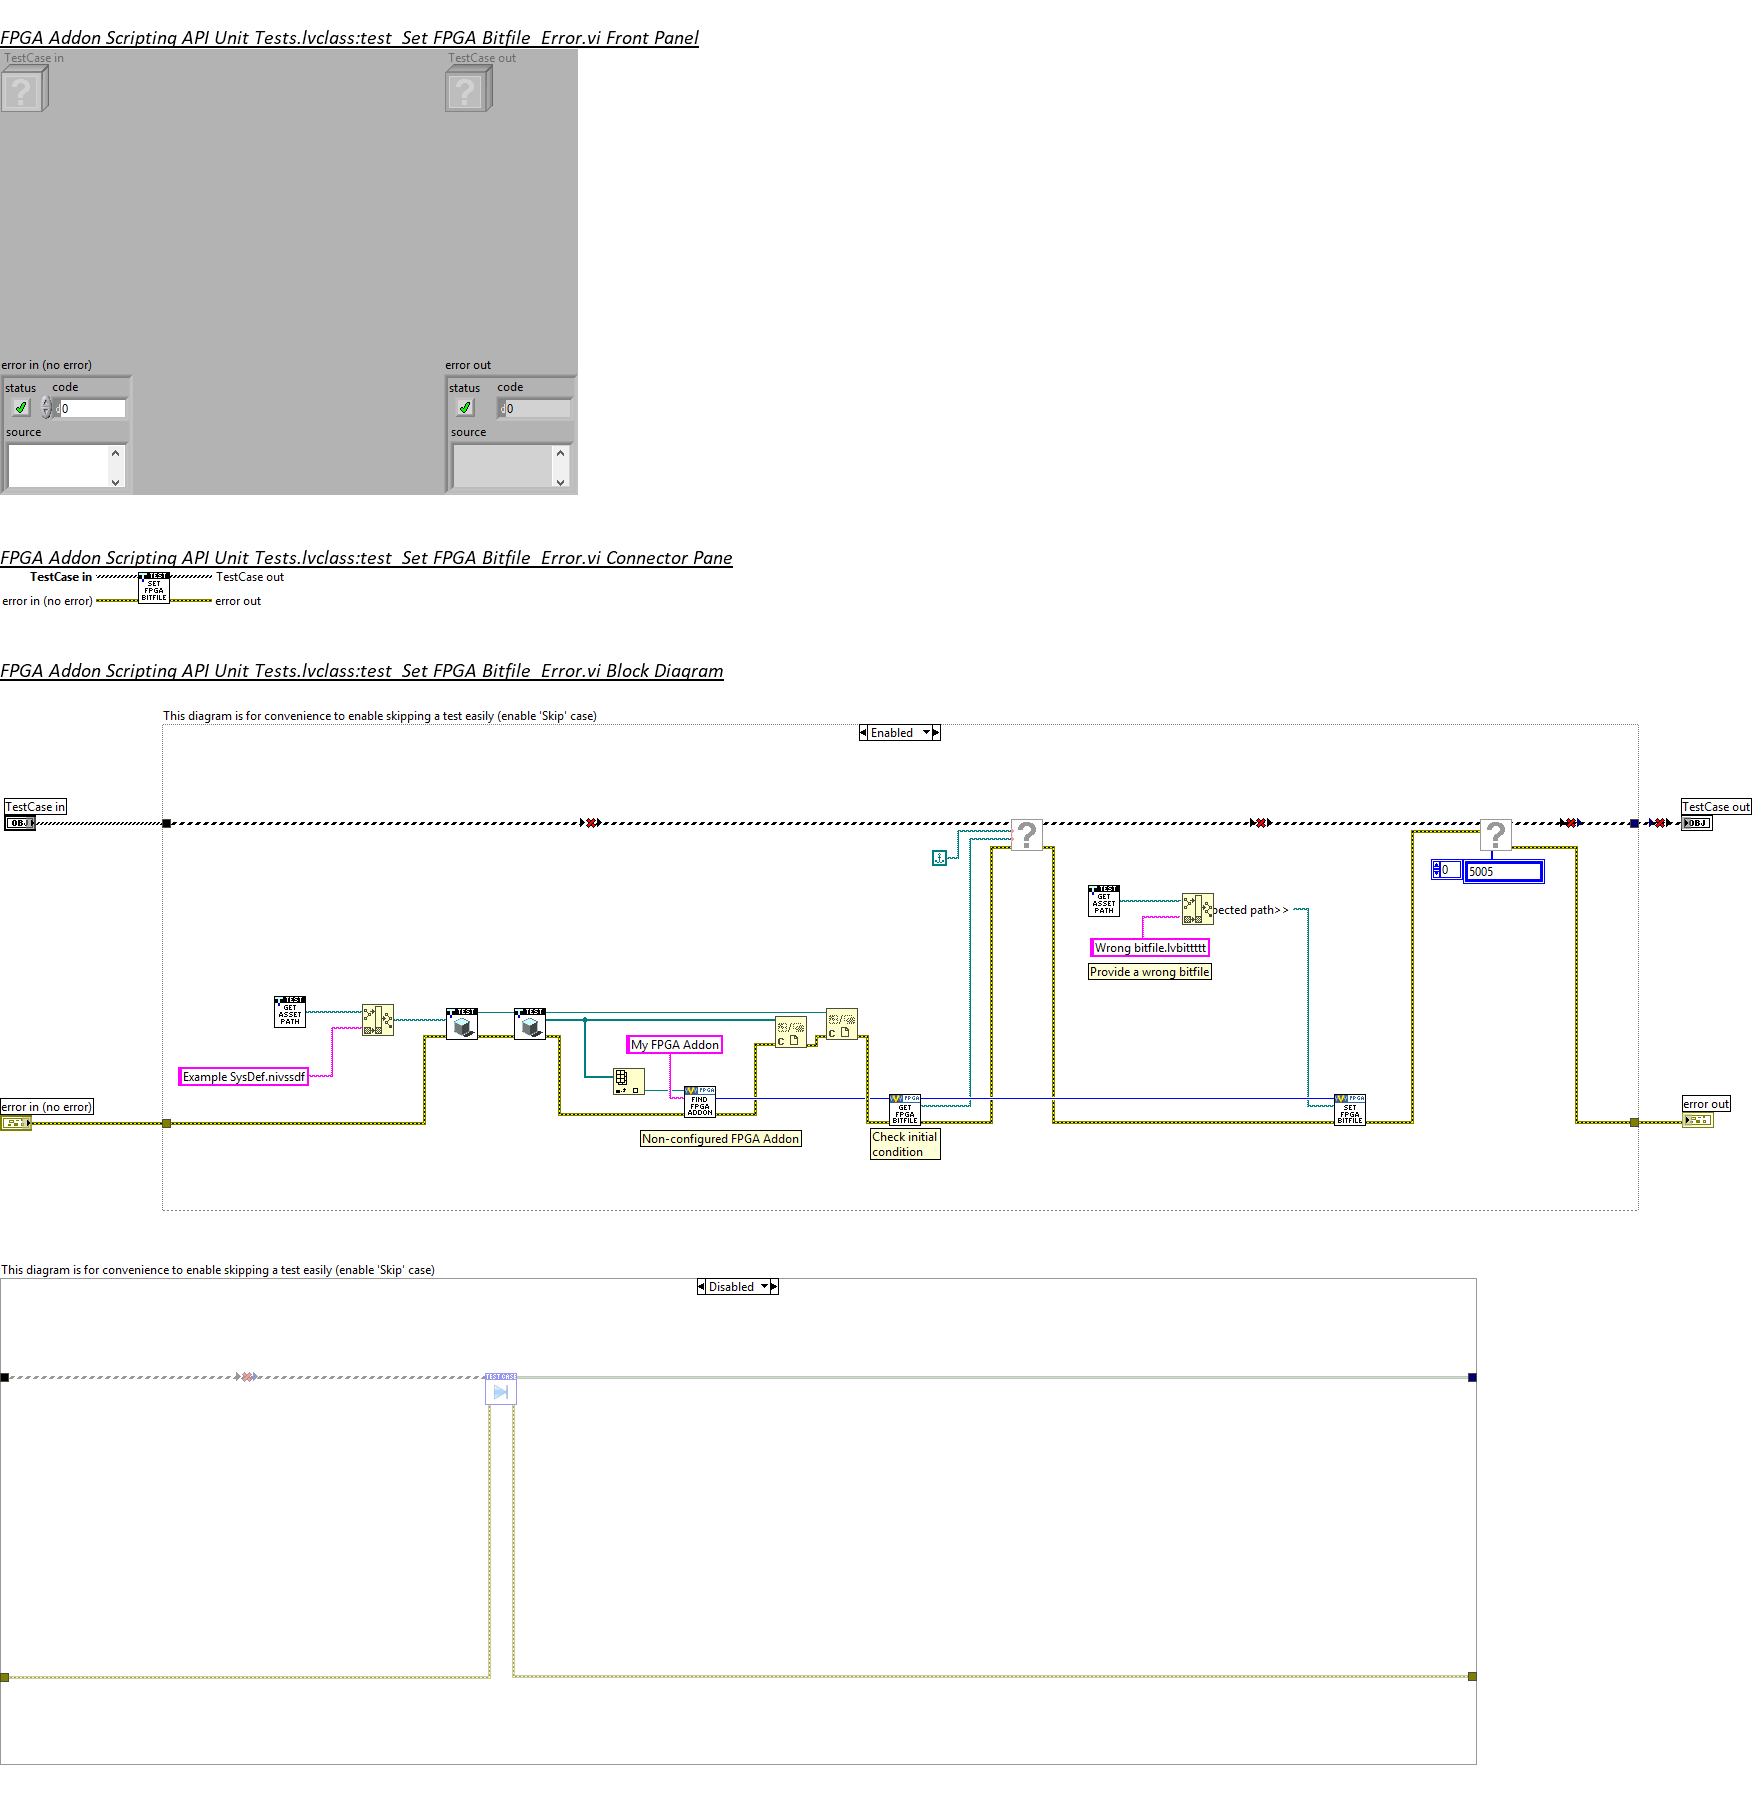 FPGA Addon Scripting API Unit Tests.lvclass:test_Set FPGA Bitfile_Error.vi Front Panel
TestCase in
TestCase out
error in (no error)
error out
status code
status code
0
0
source
source
FPGA Addon Scripting API Unit Tests.lvclass:test_Set FPGA Bitfile_Error.vi Connector Pane
TestCase in
TEST
SET
FPGA
BITFILE
TestCase out
error in (no error)
error out
FPGA Addon Scripting API Unit Tests.lvclass:test_Set FPGA Bitfile_Error.vi Block Diagram
This diagram is for convenience to enable skipping a test easily (enable 'Skip' case)
Enabled
TestCase in
OBJ
TestCase out
OBJ
0
5005
TEST
GET
ASSET
PATH
pected path>>
Wrong bitfile.lvbittttt
Provide a wrong bitfile
TEST
GET
ASSET
PATH
TEST
TEST
My FPGA Addon
Example SysDef.nivssdf
error in (no error)
FPGA
FIND
FPGA
ADDON
Non-configured FPGA Addon
FPGA
GET
FPGA
BITFILE
Check initial
condition
FPGA
SET
FPGA
BITFILE
error out
This diagram is for convenience to enable skipping a test easily (enable 'Skip' case)
Disabled
TEST CASE